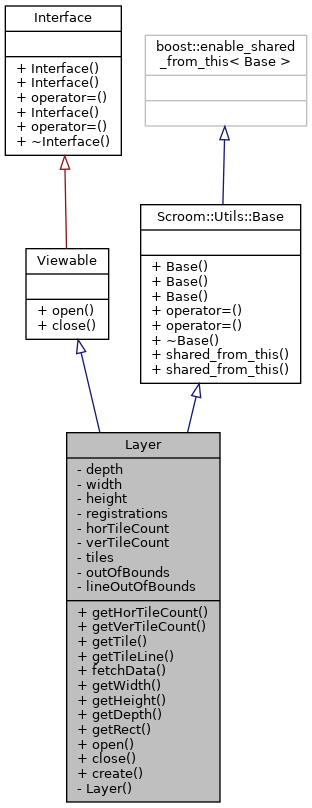 Interface
+ Interface()
+ Interface()
+ operator=()
+ Interface()
+ operator=()
+ ~Interface()
boost::enable_shared
_from_this< Base >
Viewable
+ open()
+ close()
Scroom::Utils::Base
+ Base()
+ Base()
+ Base()
+ operator=()
+ operator=()
+ ~Base()
+ shared_from_this()
+ shared_from_this()
Layer
- depth
- width
- height
- registrations
- horTileCount
- verTileCount
- tiles
- outOfBounds
- lineOutOfBounds
+ getHorTileCount()
+ getVerTileCount()
+ getTile()
+ getTileLine()
+ fetchData()
+ getWidth()
+ getHeight()
+ getDepth()
+ getRect()
+ open()
+ close()
+ create()
- Layer()